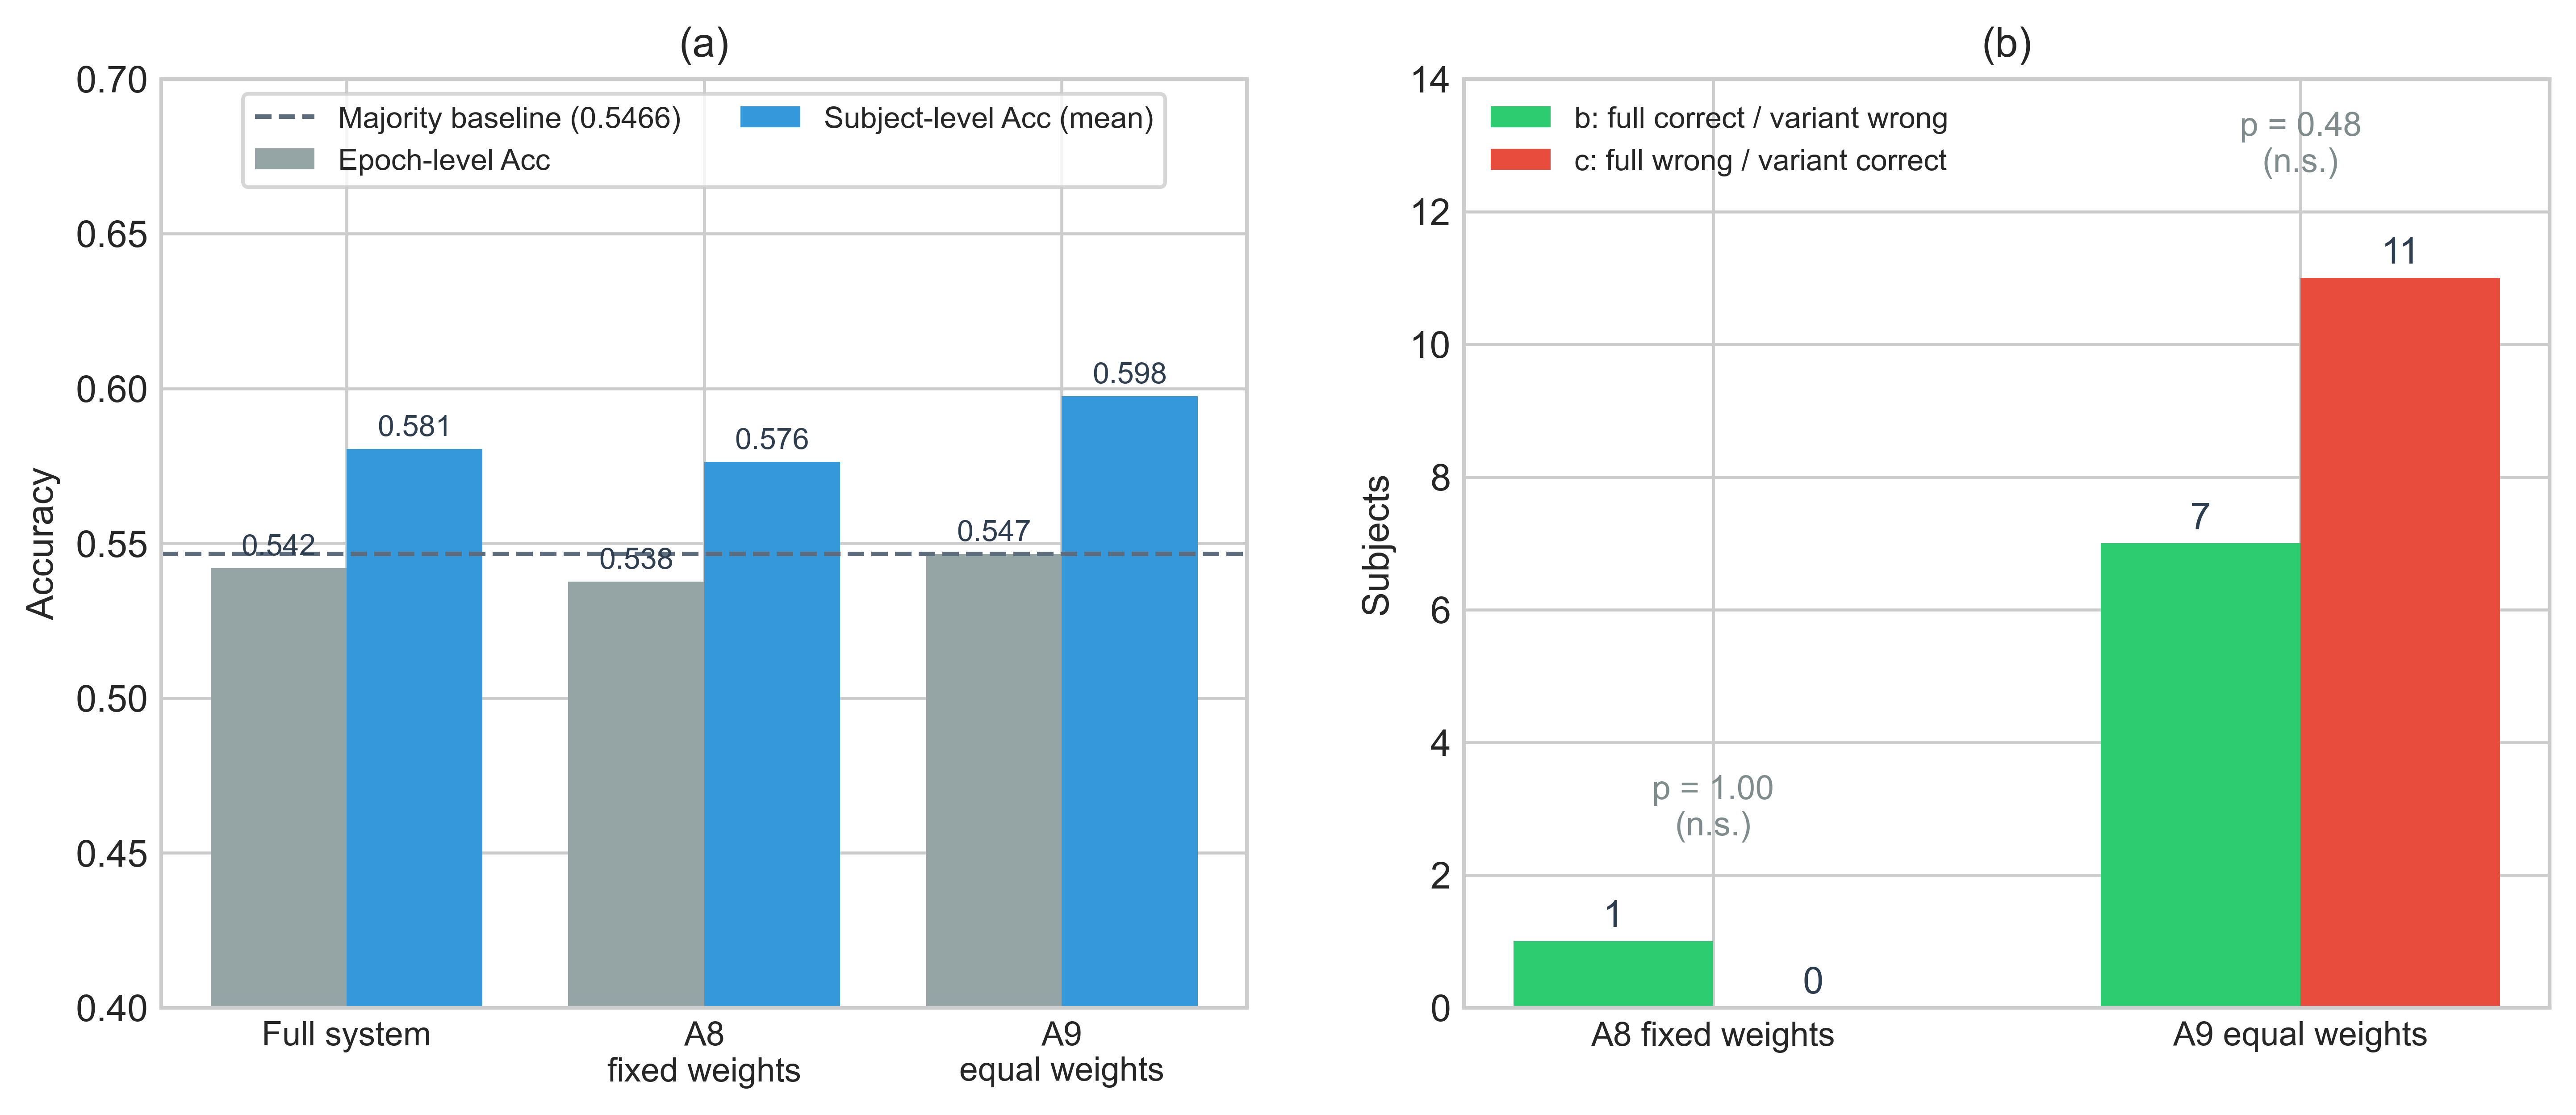 (a)
0.70
0.65
0.60
0.55
0.50
0.45
0.40
Accuracy
Majority baseline (0.5466)
Epoch-level Acc
Subject-level Acc (mean)
0.542
0.581
0.538
0.576
0.547
0.598
Full system
A8
fixed weights
A9
equal weights
(b)
14
12
10
8
6
4
2
0
Subjects
b: full correct / variant wrong
c: full wrong / variant correct
p = 0.48
(n.s.)
11
7
p = 1.00
(n.s.)
1
0
A8 fixed weights
A9 equal weights